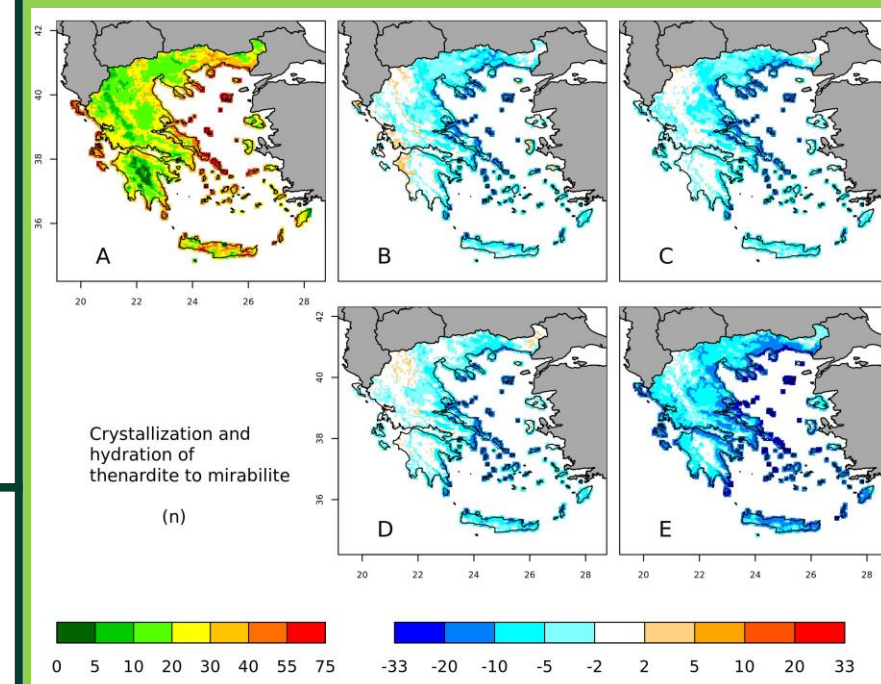 42
40
38
36
A
B
C
20 22 24 26 28
42
40
38
36
Crystallization and
hydration of
thenardite to mirabilite
(n)
D
E
20 22 24 26 28 20 22 24 26 28
0 5 10 20 30 40 55 75
-33 -20 -10 -5 -2 2 5 10 20 33